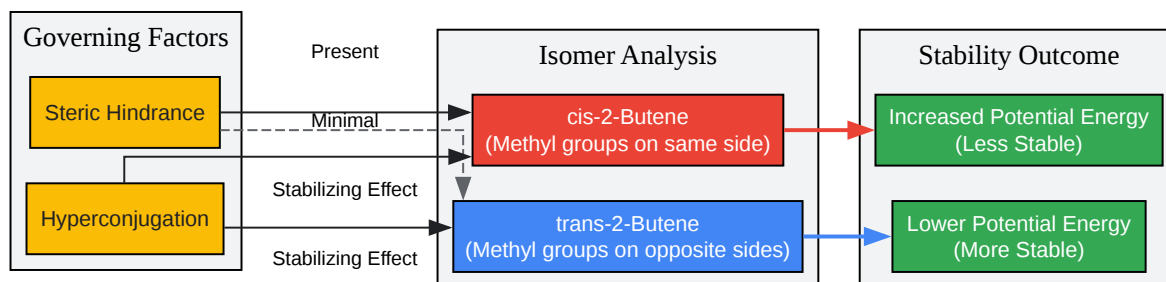 Governing Factors
Steric Hindrance
Hyperconjugation
Present
Minimal
Stabilizing Effect
Stabilizing Effect
Isomer Analysis
cis-2-Butene
(Methyl groups on same side)
trans-2-Butene
(Methyl groups on opposite sides)
Stability Outcome
Increased Potential Energy
(Less Stable)
Lower Potential Energy
(More Stable)